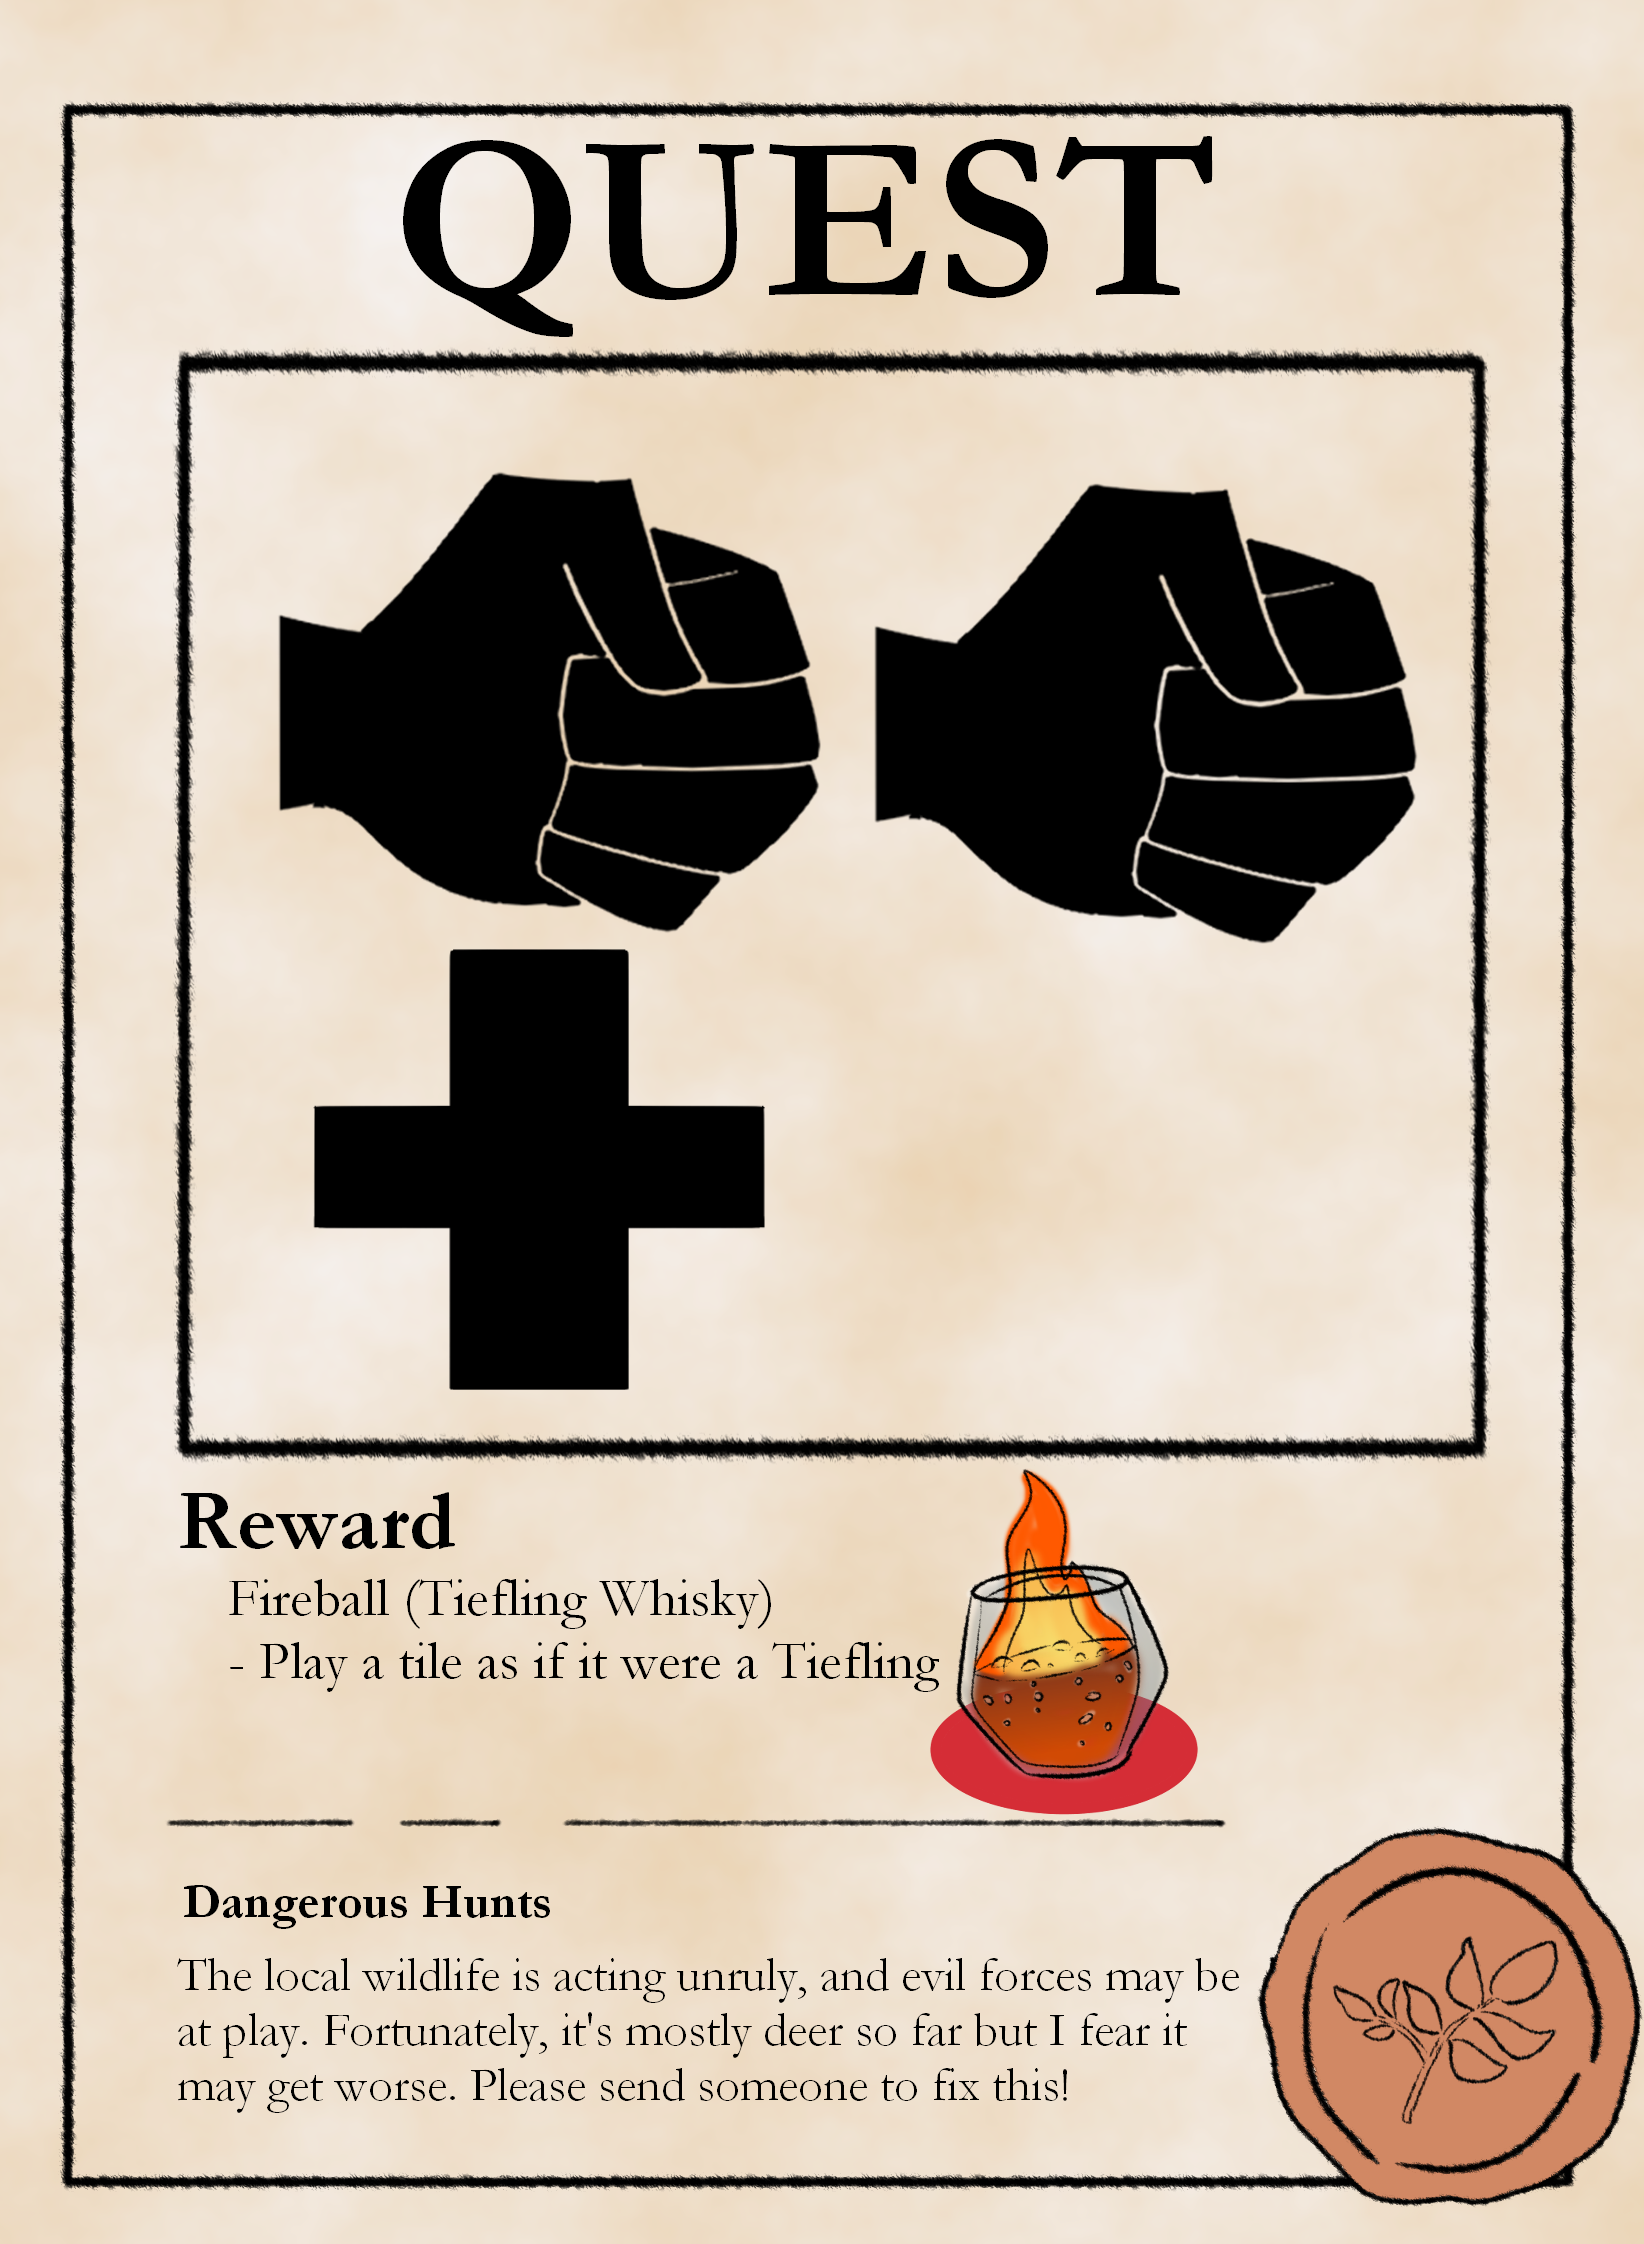 QUEST
Reward
Fireball (Tiefling Whisky)
- Play a tile as if it were a Tiefling
Dangerous Hunts
The local wildlife is acting unruly, and evil forces may be
at play. Fortunately, it's mostly deer so far but I fear it
may get worse. Please send someone to fix this!